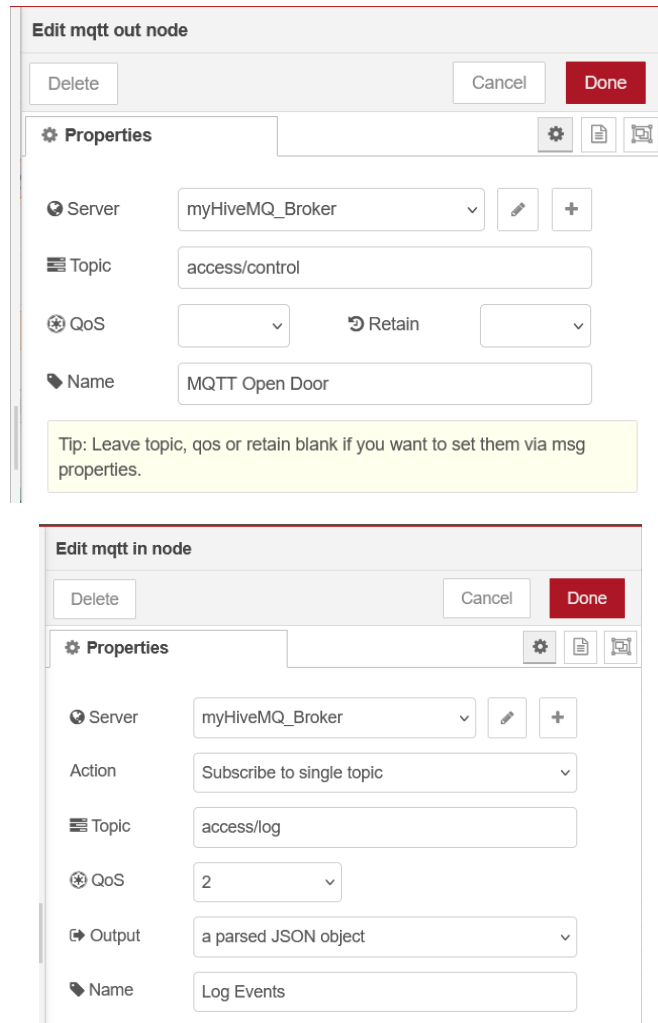 Edit mqtt out node
Delete Cancel Done
Properties
Server myHiveMQ_Broker
Topic access/control
QoS Retain
Name MQTT Open Door
Tip: Leave topic, qos or retain blank if you want to set them via msg
properties.
Edit mqtt in node
Delete Cancel Done
Properties
Server myHiveMQ_Broker
Action Subscribe to single topic
Topic access/log
QoS 2
Output a parsed JSON object
Name Log Events